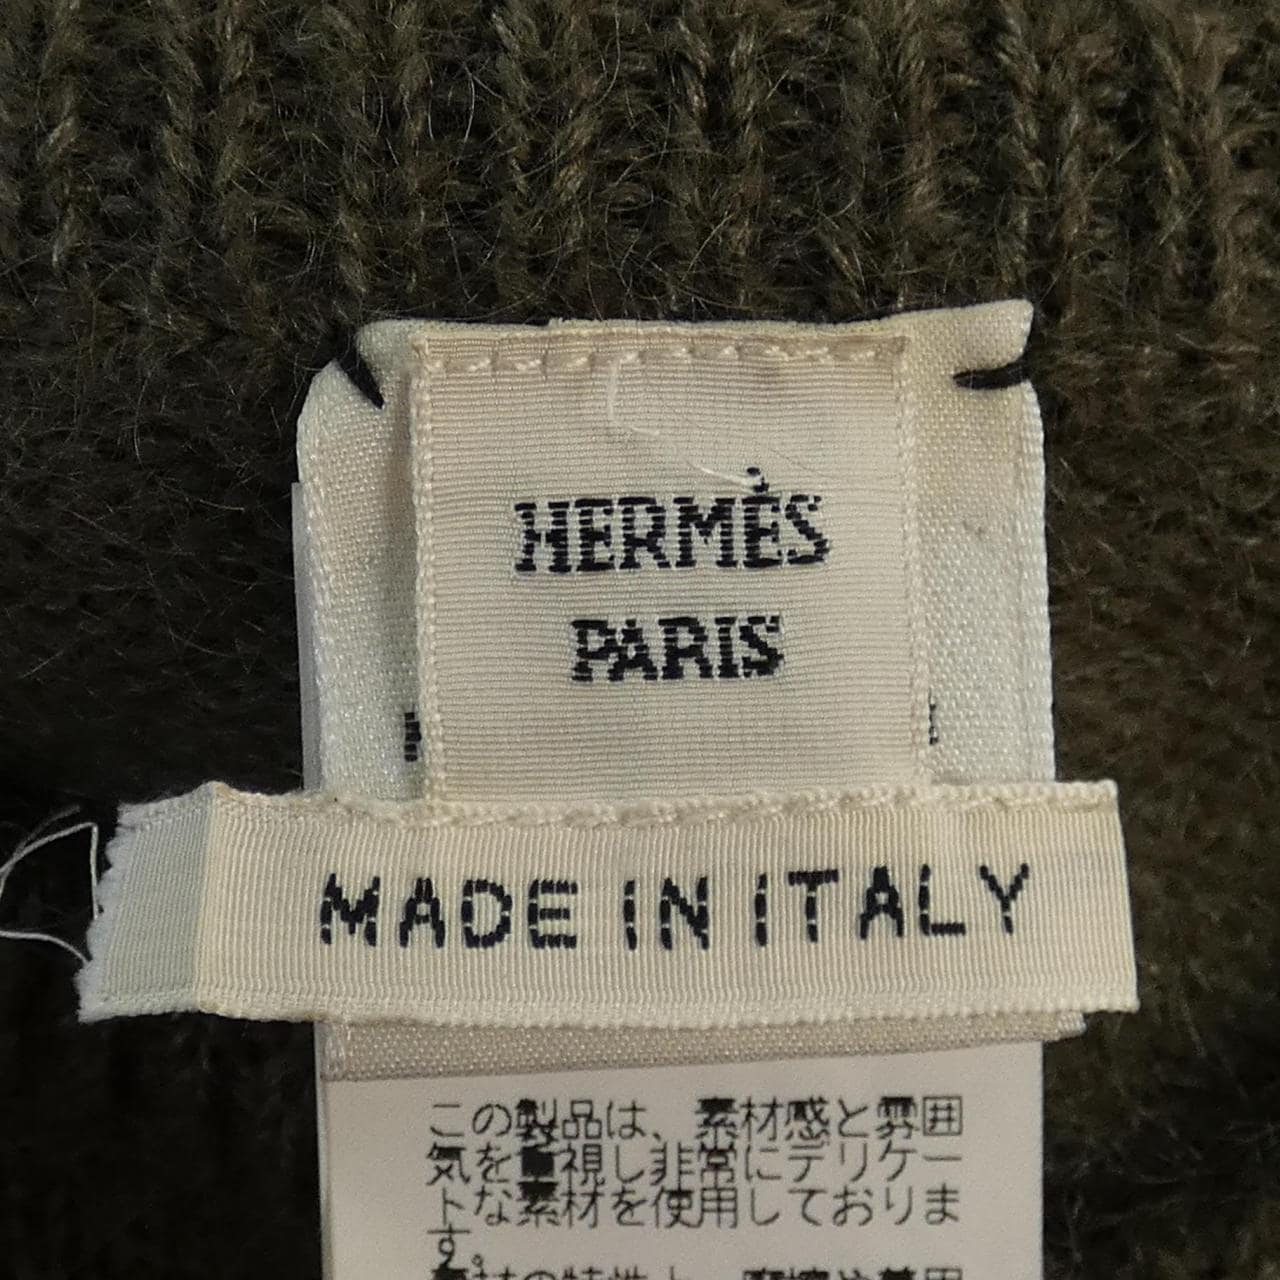 HERMÈS
PARIS
MADE IN ITALY
この製品は、素材感と雰囲
気を重視し非常にデリケー
トな素材を使用しておりま
す。